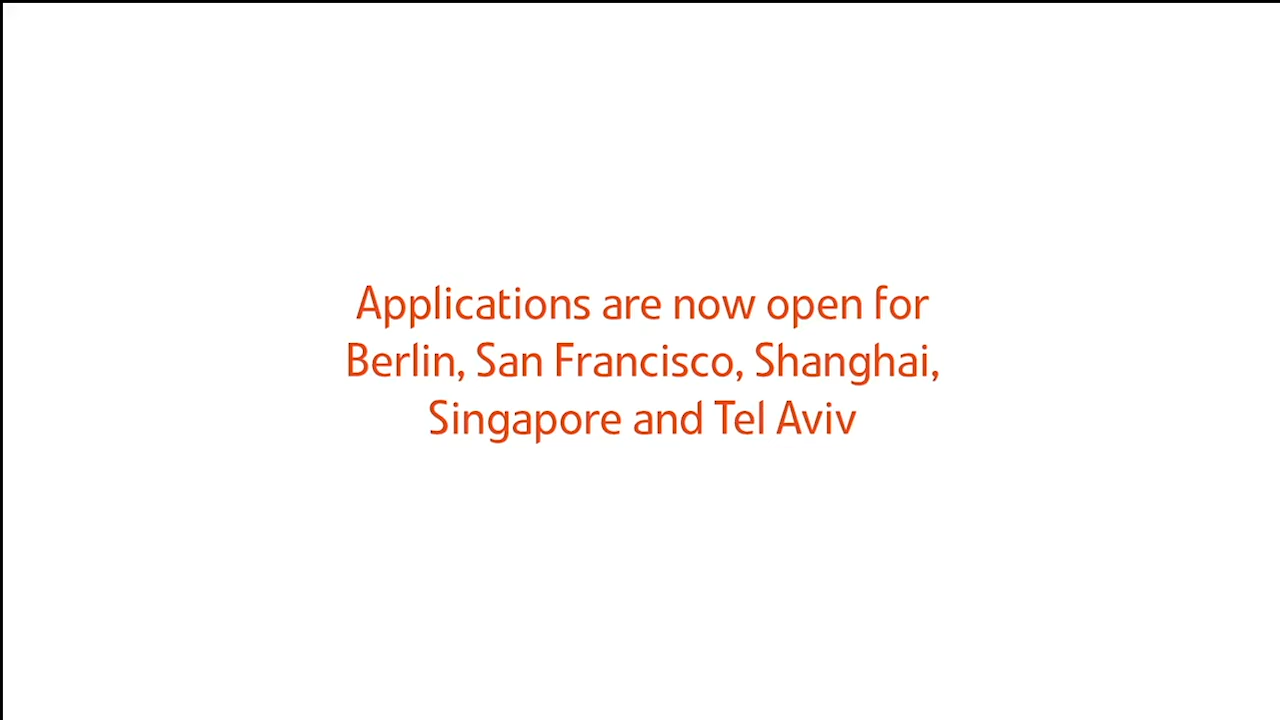 Applications are now open for
Berlin, San Francisco, Shanghai,
Singapore and Tel Aviv